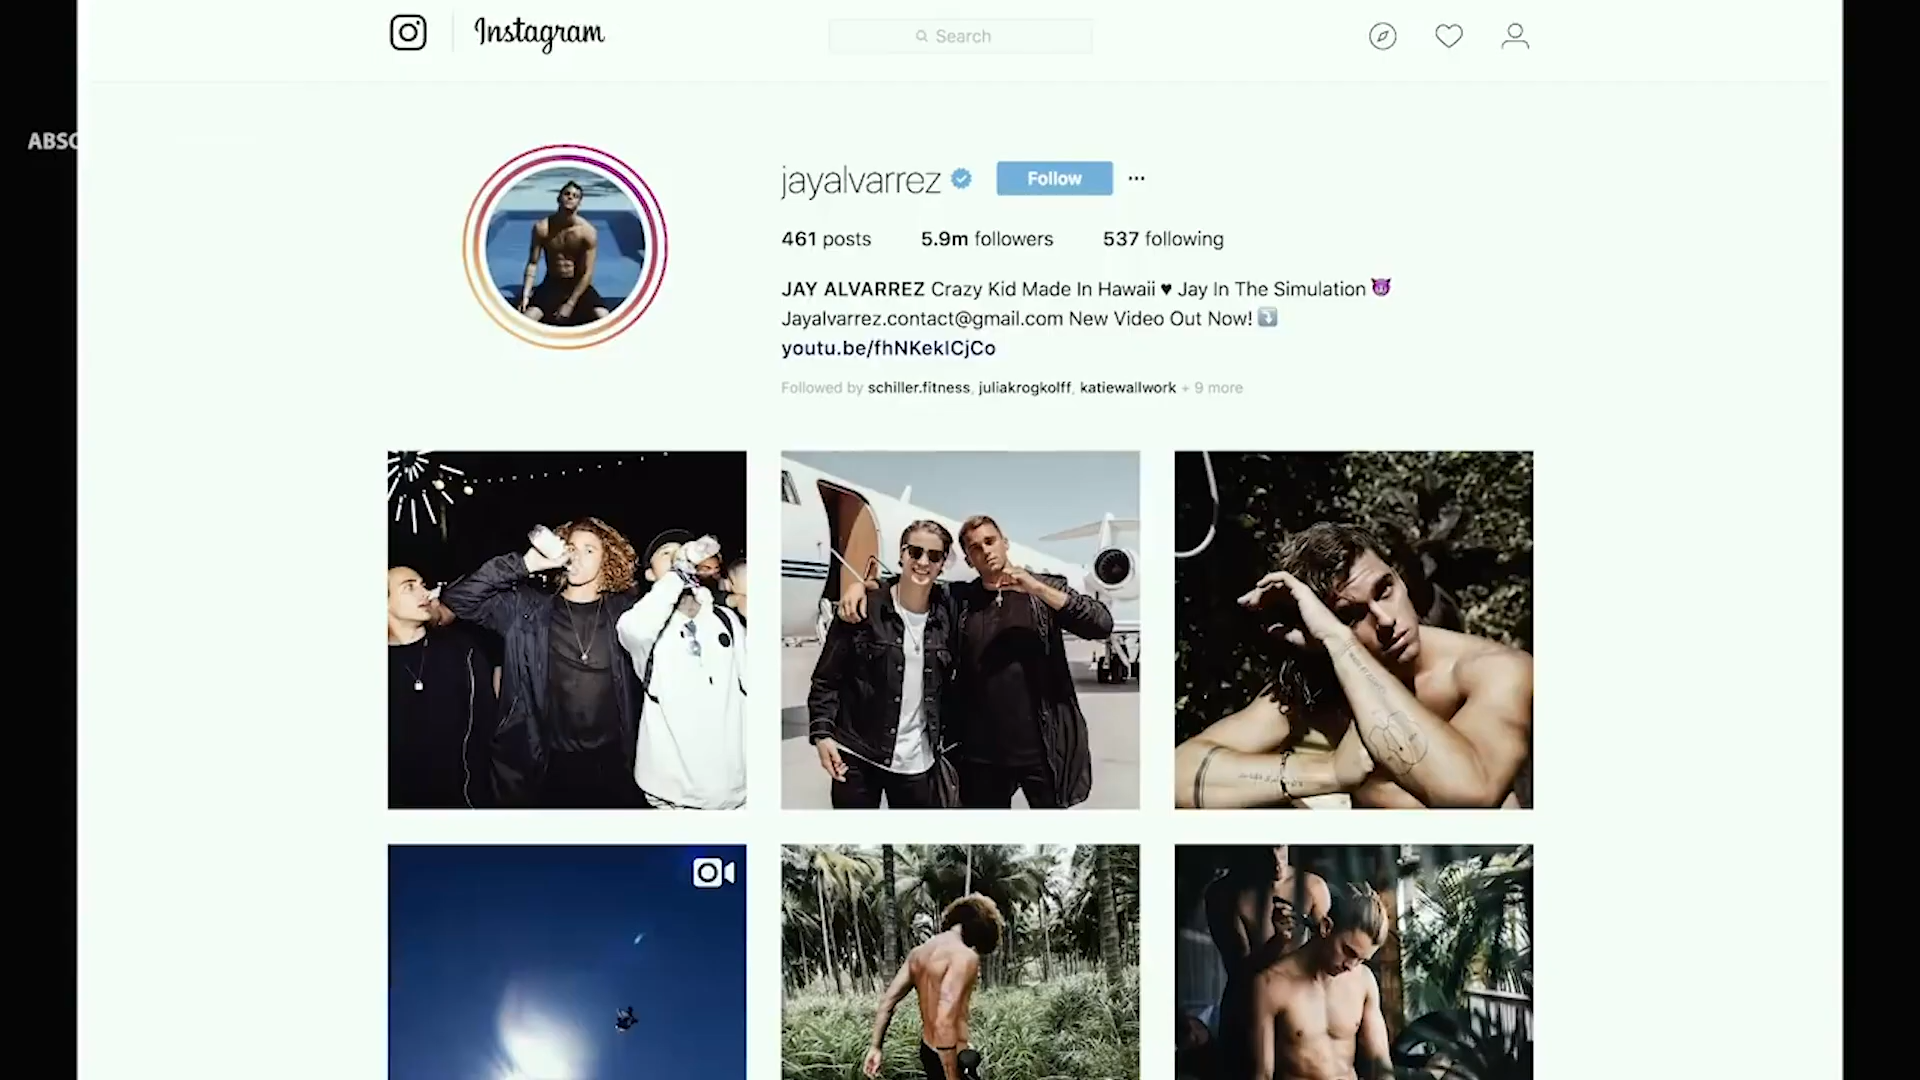 Instagram
Search
ABSC
jayalvarrez
Follow
461 posts 5.9m followers 537 following
JAY ALVARREZ Crazy Kid Made In Hawaii ♥ Jay In The Simulation 😈
Jayalvarrez.contact@gmail.com New Video Out Now! ⤵️
youtu.be/fhNKekICjCo
Followed by schiller.fitness, juliakrogkolff, katiewallwork + 9 more